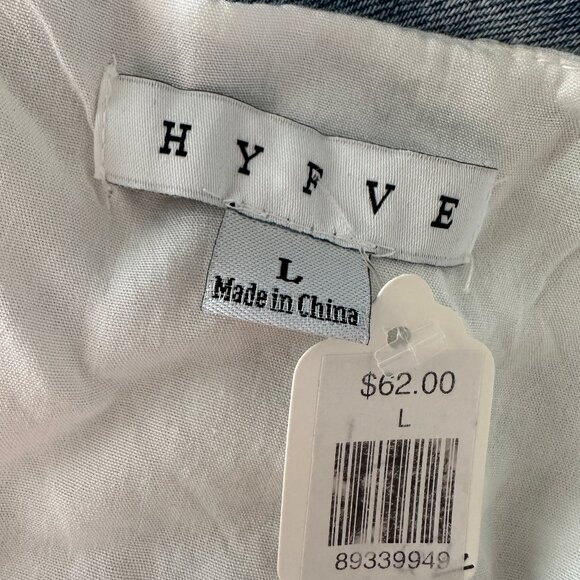 HYFVE
L
Made in China
$62.00
L
89339949